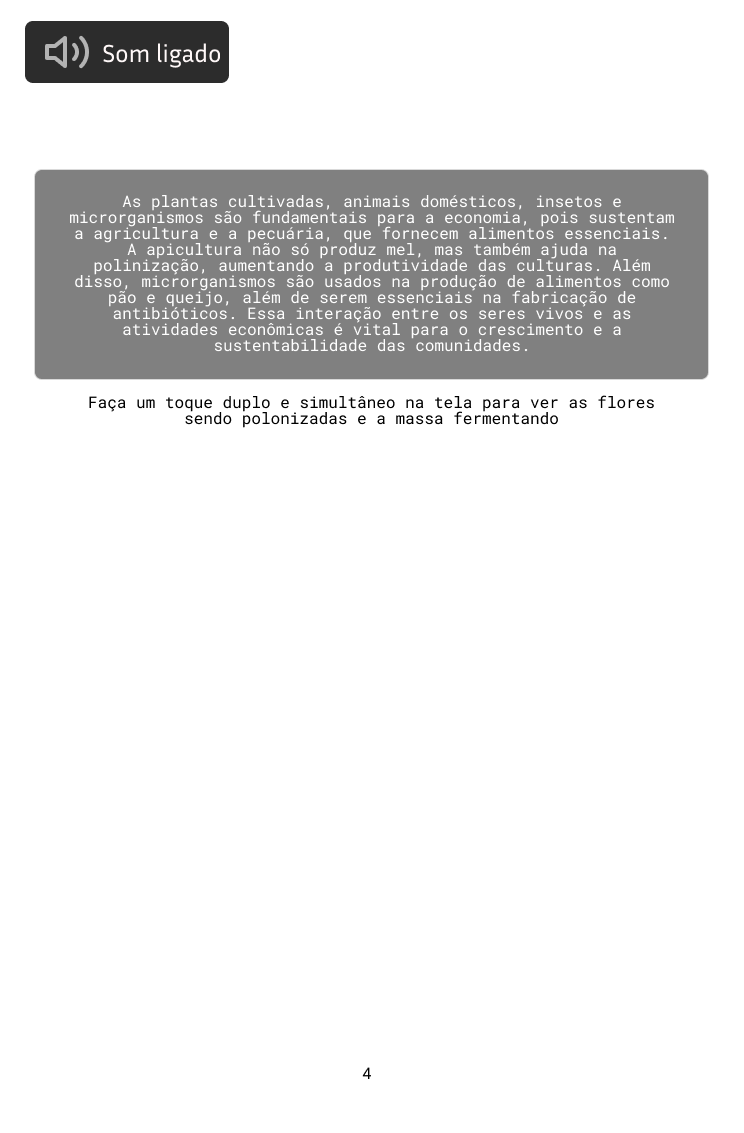 Som ligado
As plantas cultivadas, animais domésticos, insetos e
microrganismos são fundamentais para a economia, pois sustentam
a agricultura e a pecuária, que fornecem alimentos essenciais.
A apicultura não só produz mel, mas também ajuda na
polinização, aumentando a produtividade das culturas. Além
disso, microrganismos são usados na produção de alimentos como
pão e queijo, além de serem essenciais na fabricação de
antibióticos. Essa interação entre os seres vivos e as
atividades econômicas é vital para o crescimento e a
sustentabilidade das comunidades.
Faça um toque duplo e simultâneo na tela para ver as flores
sendo polonizadas e a massa fermentando
4